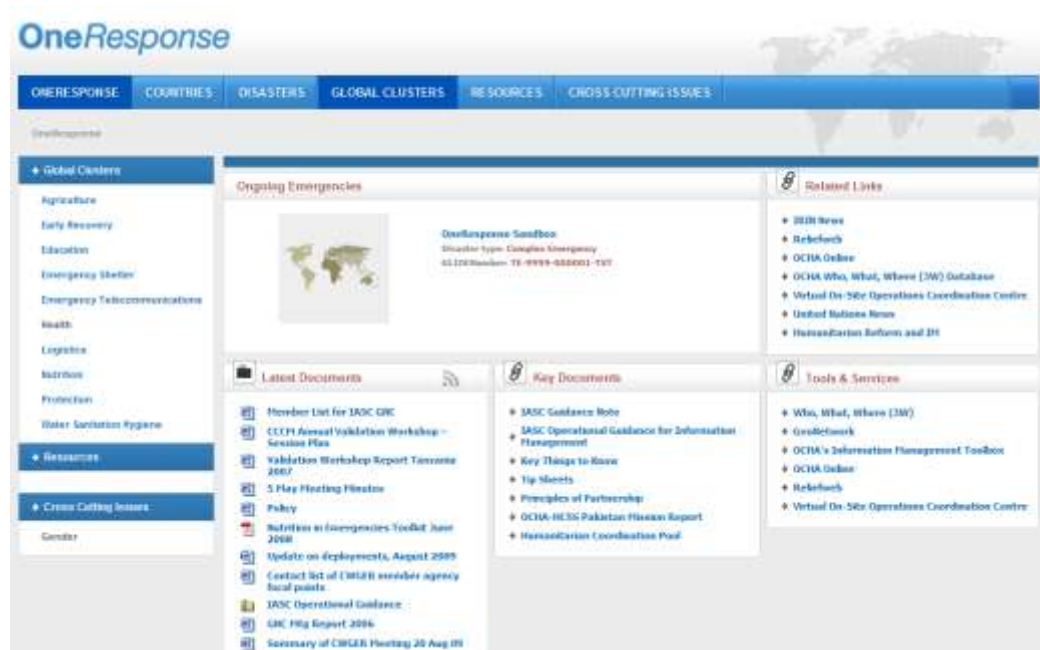 OneResponse
ONERESPONSE COUNTRIES DISASTERS GLOBAL CLUSTERS RESOURCES CROSS CUTTING ISSUES
OneResponse
Global Clusters
Agriculture
Early Recovery
Education
Emergency Shelter
Emergency Telecommunications
Health
Logistics
Nutrition
Protection
Water Sanitation Hygiene
Resources
Cross Cutting Issues
Gender
Ongoing Emergencies
OneResponse Sandbox
Disaster type: Complex Emergency
GLIDENumber: TE-9999-000001-TST
Related Links
IRIN News
Reliefweb
OCHA Online
OCHA Who, What, Where (3W) Database
Virtual On-Site Operations Coordination Centre
United Nations News
Humanitarian Reform and IM
Latest Documents
Member List for IASC GNC
CCCM Annual Validation Workshop -
Session Plan
Validation Workshop Report Tanzania
2007
5 May Meeting Minutes
Policy
Nutrition in Emergencies Toolkit June
2008
Update on deployments, August 2009
Contact list of CWGER member agency
focal points
IASC Operational Guidance
GNC Mtg Report 2006
Summary of CWGER Meeting 20 Aug 09
Key Documents
IASC Guidance Note
IASC Operational Guidance for Information
Management
Key Things to Know
Tip Sheets
Principles of Partnership
OCHA-HCSS Pakistan Mission Report
Humanitarian Coordination Pool
Tools & Services
Who, What, Where (3W)
GeoNetwork
OCHA's Information Management Toolbox
OCHA Online
Reliefweb
Virtual On-Site Operations Coordination Centre